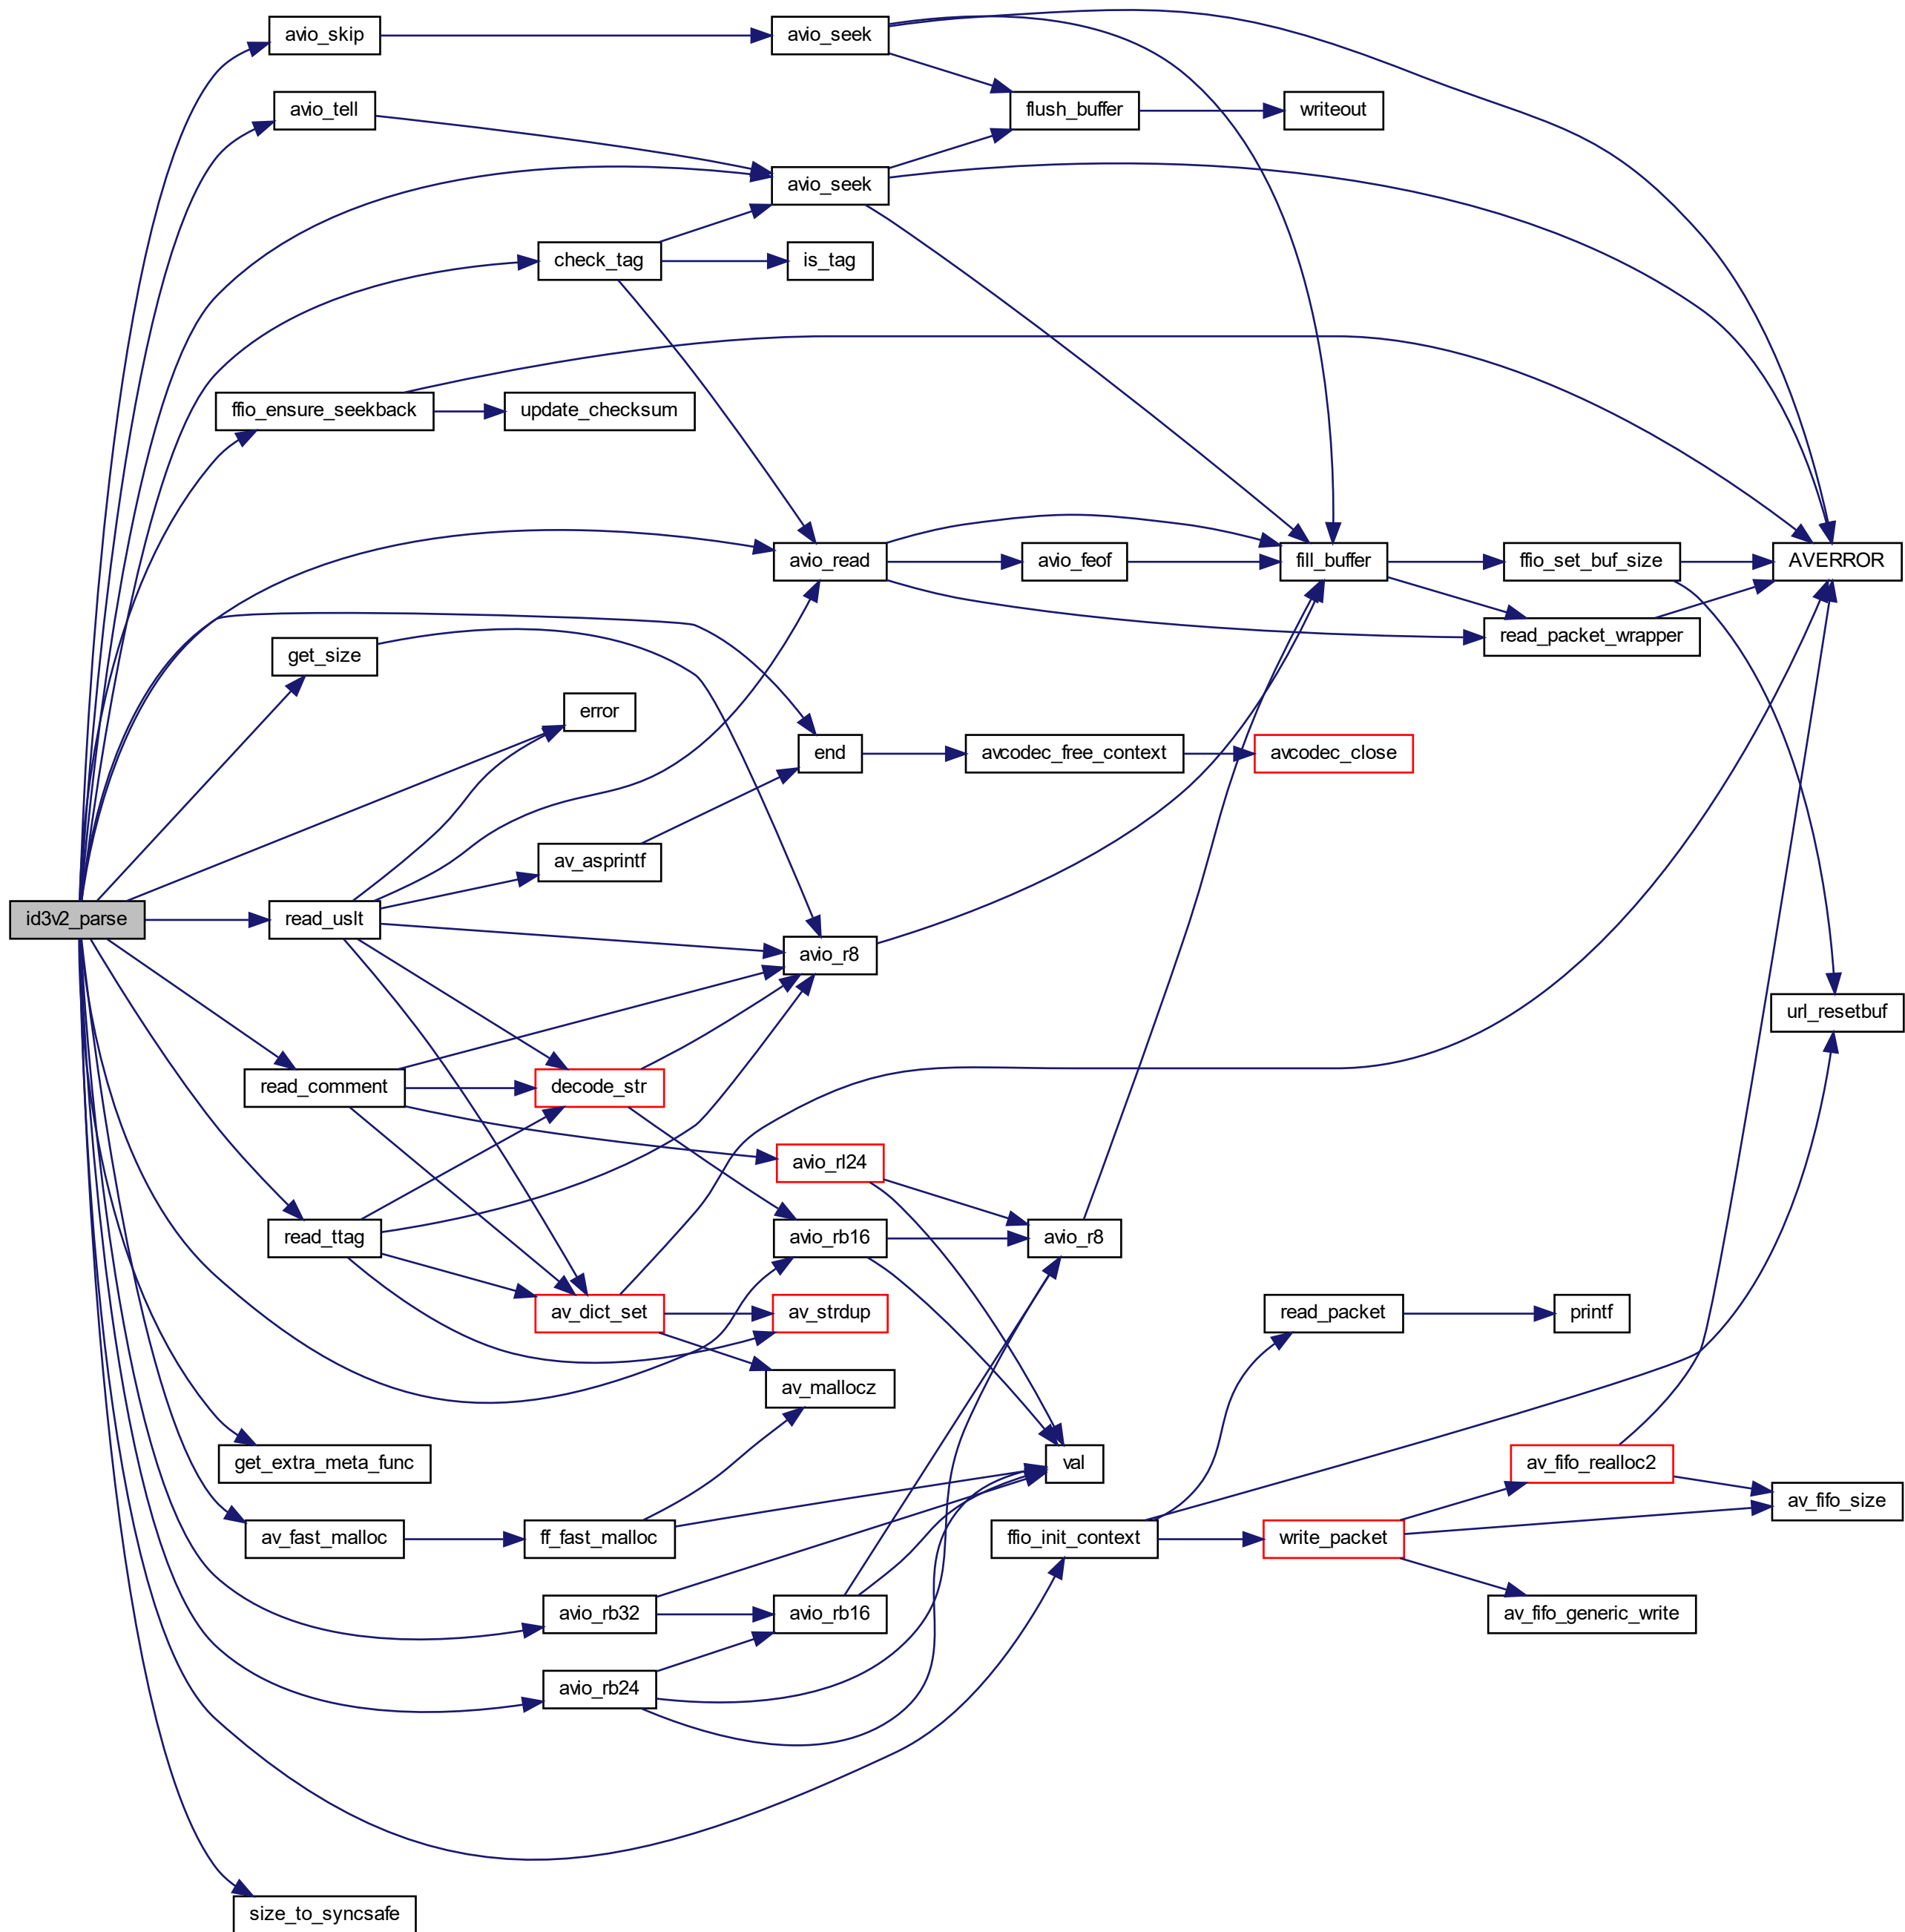 avio_skip
avio_seek
avio_tell
flush_buffer
writeout
avio_seek
check_tag
is_tag
ffio_ensure_seekback
update_checksum
avio_read
avio_feof
fill_buffer
ffio_set_buf_size
AVERROR
read_packet_wrapper
get_size
error
end
avcodec_free_context
avcodec_close
av_asprintf
id3v2_parse
read_uslt
avio_r8
url_resetbuf
read_comment
decode_str
avio_rl24
read_ttag
avio_rb16
avio_r8
av_dict_set
av_strdup
read_packet
printf
av_mallocz
get_extra_meta_func
val
av_fifo_realloc2
av_fifo_size
av_fast_malloc
ff_fast_malloc
ffio_init_context
write_packet
avio_rb32
avio_rb16
av_fifo_generic_write
avio_rb24
size_to_syncsafe